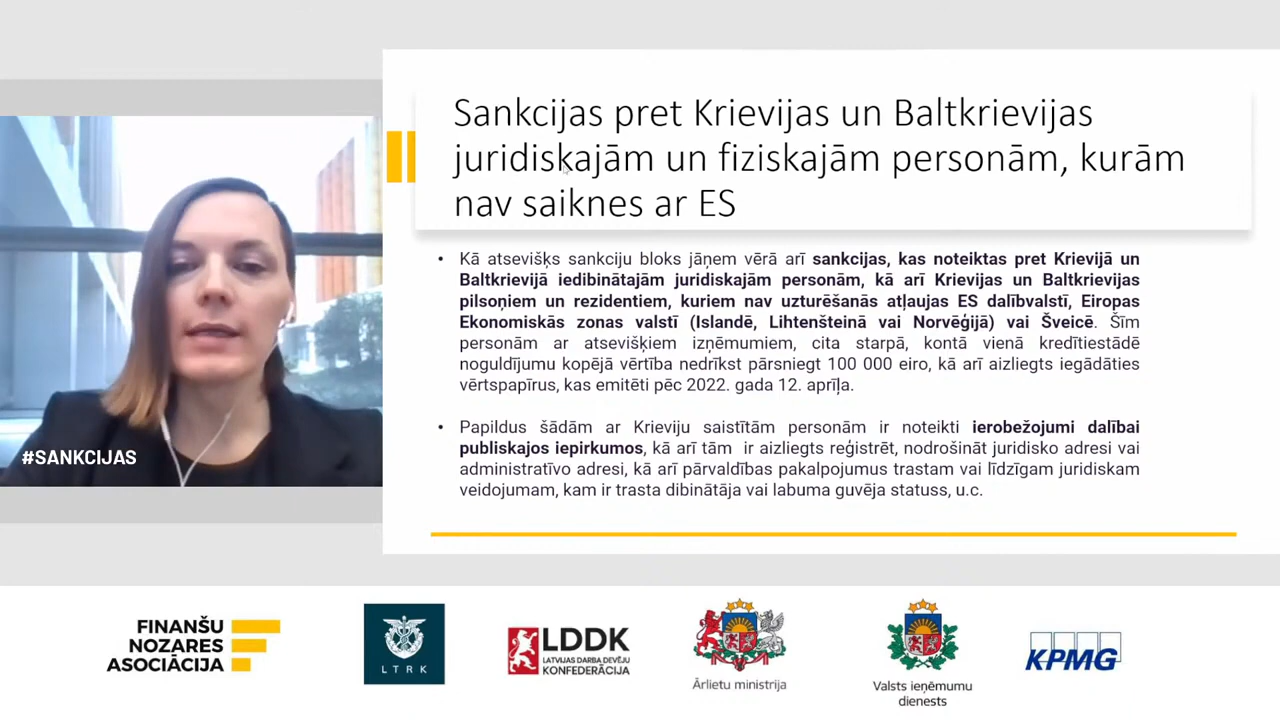 Sankcijas pret Krievijas un Baltkrievijas
juridiskajām un fiziskajām personām, kurām
nav saiknes ar ES
• Kā atsevišķs sankciju bloks jāņem vērā arī sankcijas, kas noteiktas pret Krievijā un
Baltkrievijā iedibinātajām juridiskajām personām, kā arī Krievijas un Baltkrievijas
pilsoņiem un rezidentiem, kuriem nav uzturēšanās atļaujas ES dalībvalstī, Eiropas
Ekonomiskās zonas valstī (Islandē, Lihtenšteinā vai Norvēģijā) vai Šveicē. Šīm
personām ar atsevišķiem izņēmumiem, cita starpā, kontā vienā kredītiestādē
noguldījumu kopējā vērtība nedrīkst pārsniegt 100 000 eiro, kā arī aizliegts iegādāties
vērtspapīrus, kas emitēti pēc 2022. gada 12. aprīļa.
• Papildus šādām ar Krieviju saistītām personām ir noteikti ierobežojumi dalībai
publiskajos iepirkumos, kā arī tām ir aizliegts reģistrēt, nodrošināt juridisko adresi vai
administratīvo adresi, kā arī pārvaldības pakalpojumus trastam vai līdzīgam juridiskam
veidojumam, kam ir trasta dibinātāja vai labuma guvēja statuss, u.c.
#SANKCIJAS
FINANŠU
NOZARES
ASOCIĀCIJA
LTRK
LDDK
LATVIJAS DARBA DEVĒJU
KONFEDERĀCIJA
Ārlietu ministrija
Valsts ieņēmumu
dienests
KPMG